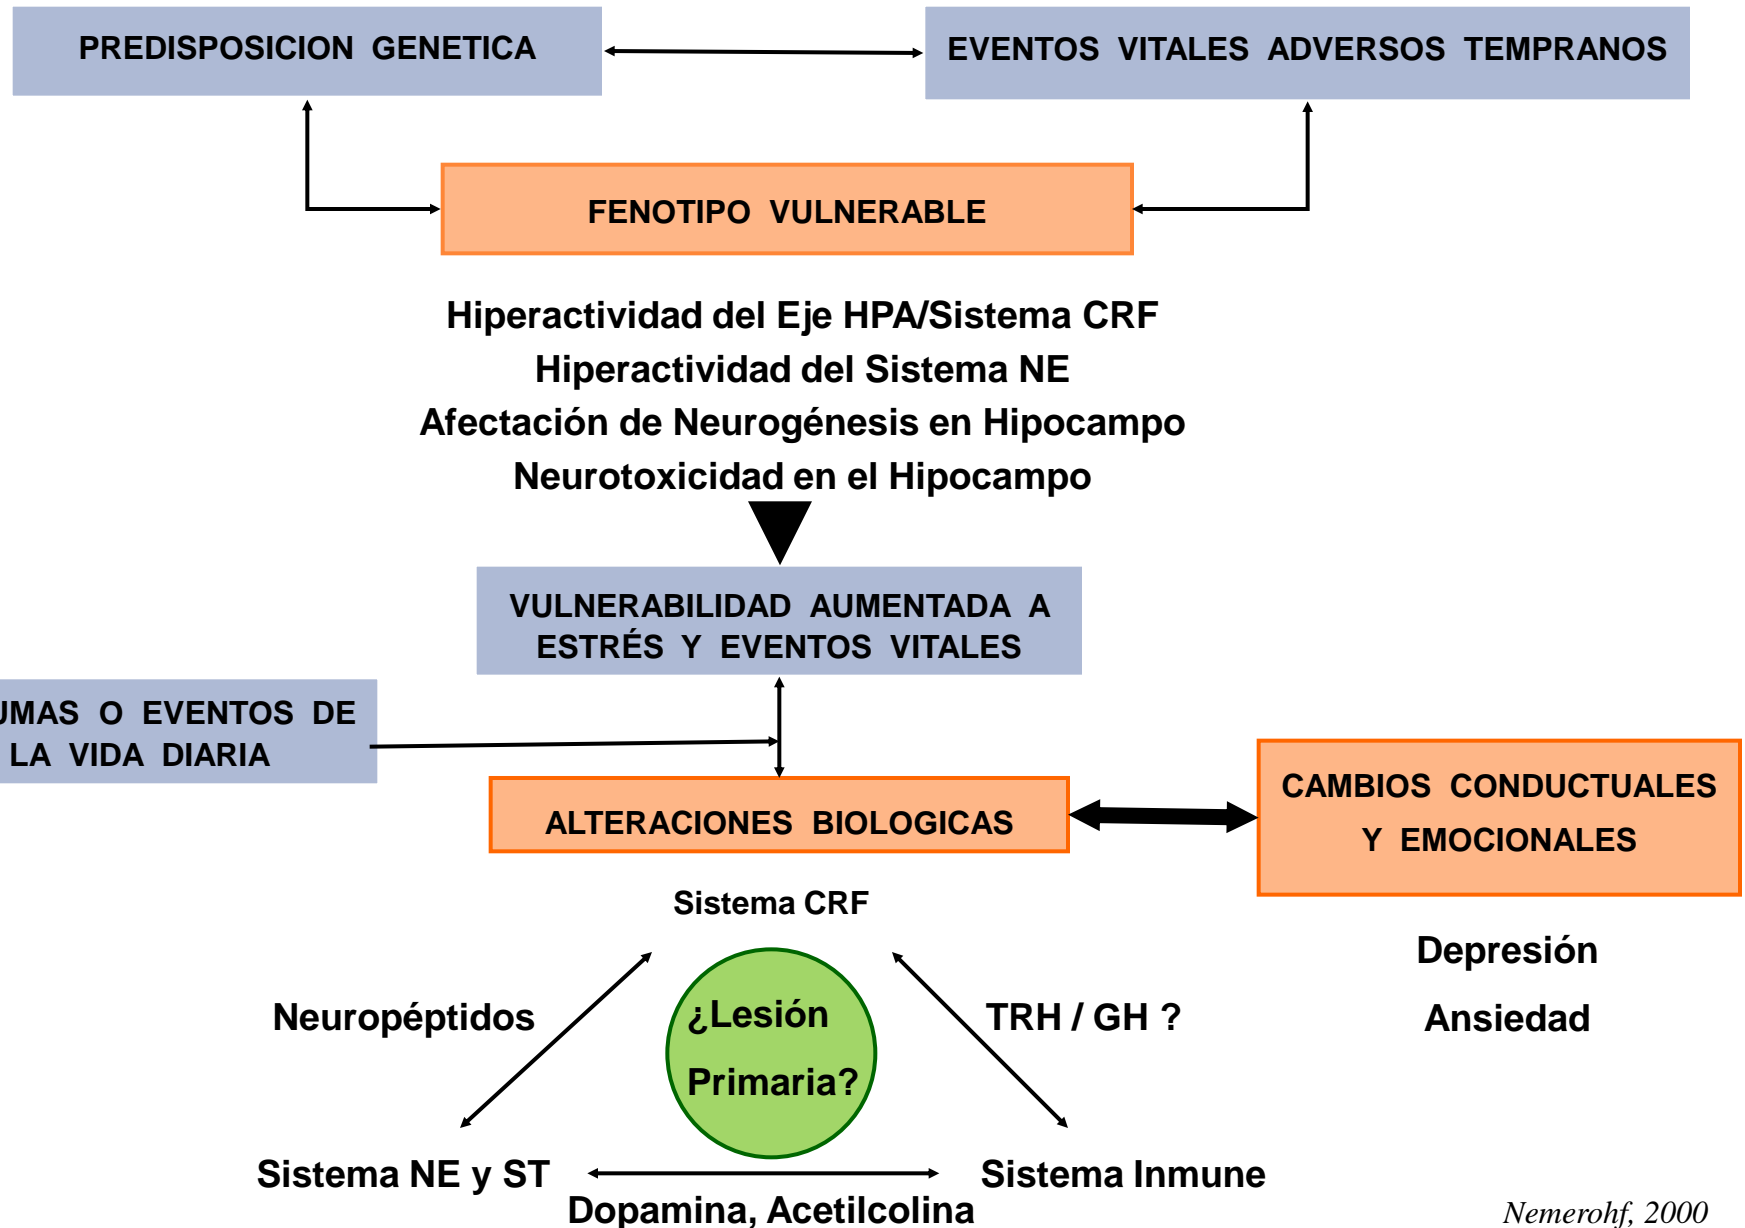 PREDISPOSICION GENETICA
EVENTOS VITALES ADVERSOS TEMPRANOS
FENOTIPO VULNERABLE
Hiperactividad del Eje HPA/Sistema CRF
Hiperactividad del Sistema NE
Afectación de Neurogénesis en Hipocampo
Neurotoxicidad en el Hipocampo
VULNERABILIDAD AUMENTADA A
ESTRÉS Y EVENTOS VITALES
UMAS O EVENTOS DE
LA VIDA DIARIA
ALTERACIONES BIOLOGICAS
CAMBIOS CONDUCTUALES
Y EMOCIONALES
Sistema CRF
Depresión
Ansiedad
Neuropéptidos
¿Lesión
Primaria?
TRH / GH ?
Sistema NE y ST
Sistema Inmune
Dopamina, Acetilcolina
Nemerohf, 2000